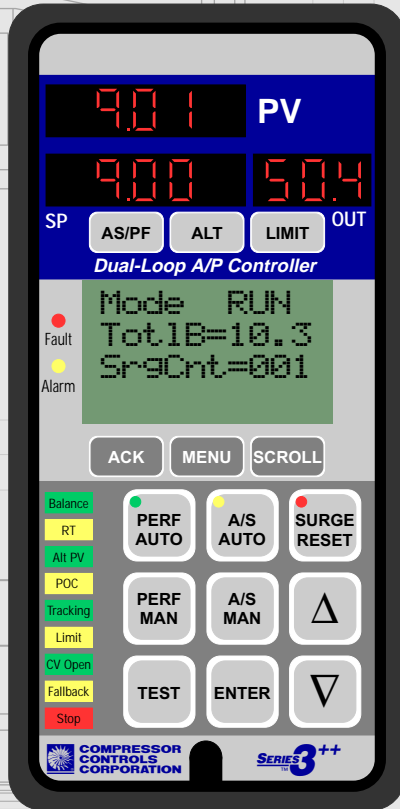 9.01 PV
9.00 50.4
SP OUT
AS/PF ALT LIMIT
Dual-Loop A/P Controller
Mode RUN
TotlB=10.3
SrgCnt=001
Fault
Alarm
ACK MENU SCROLL
Balance
RT
Alt PV
POC
Tracking
Limit
CV Open
Fallback
Stop
PERF AUTO
A/S AUTO
SURGE RESET
PERF MAN
A/S MAN
Δ
TEST
ENTER
∇
COMPRESSOR
CONTROLS
CORPORATION
SERIES 3++
TM